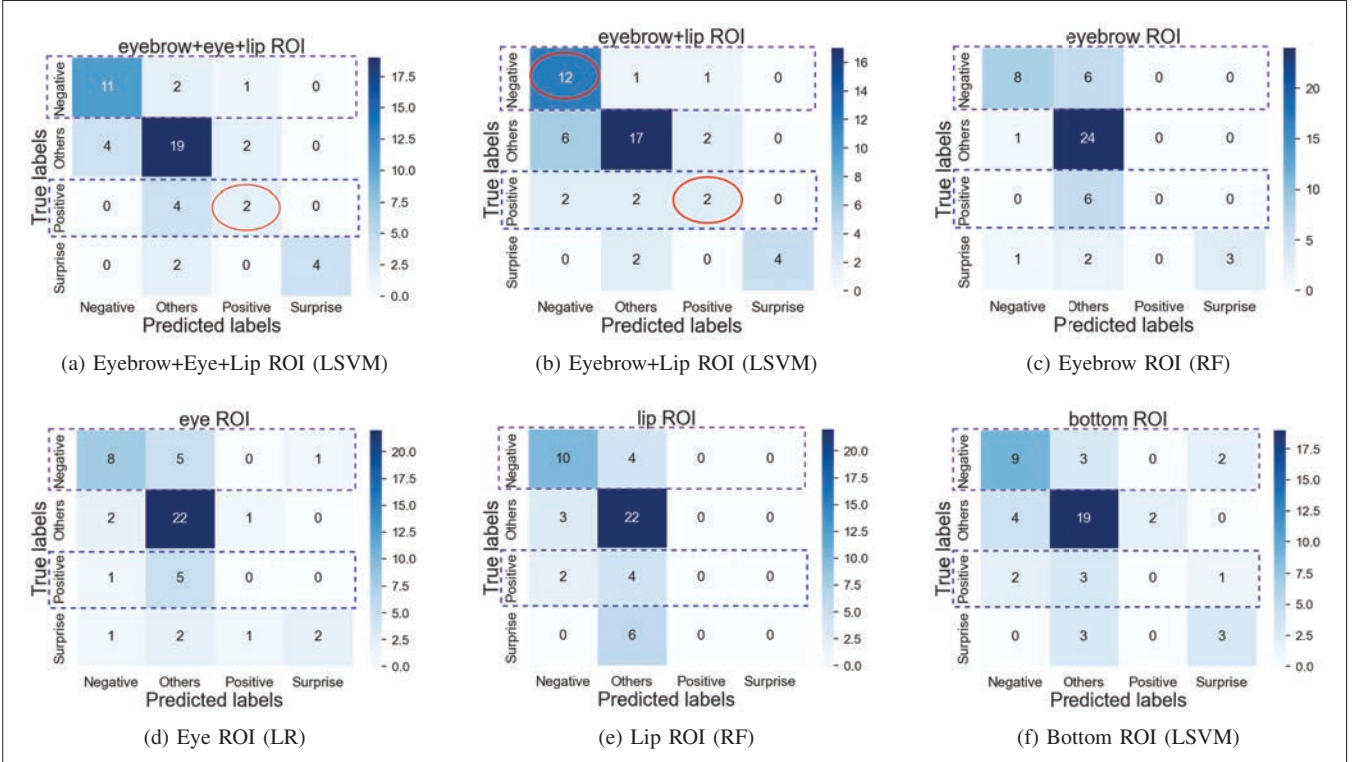 eyebrow+eye+lip ROI
True labels
Negative
11 2 1 0
Others
4 19 2 0
Positive
0 4 2 0
Surprise
0 2 0 4
Negative Others Positive Surprise
Predicted labels
17.5
15.0
12.5
10.0
7.5
5.0
2.5
0.0
(a) Eyebrow+Eye+Lip ROI (LSVM)
eyebrow+lip ROI
True labels
Negative
12 1 1 0
Others
6 17 2 0
Positive
2 2 2 0
Surprise
0 2 0 4
Negative Others Positive Surprise
Predicted labels
16
14
12
10
8
6
4
2
0
(b) Eyebrow+Lip ROI (LSVM)
eyebrow ROI
True labels
Negative
8 6 0 0
Others
1 24 0 0
Positive
0 6 0 0
Surprise
1 2 0 3
Negative Others Positive Surprise
Predicted labels
20
15
10
5
0
(c) Eyebrow ROI (RF)
eye ROI
True labels
Negative
8 5 0 1
Others
2 22 1 0
Positive
1 5 0 0
Surprise
1 2 1 2
Negative Others Positive Surprise
Predicted labels
20.0
17.5
15.0
12.5
10.0
7.5
5.0
2.5
0.0
(d) Eye ROI (LR)
lip ROI
True labels
Negative
10 4 0 0
Others
3 22 0 0
Positive
2 4 0 0
Surprise
0 6 0 0
Negative Others Positive Surprise
Predicted labels
20.0
17.5
15.0
12.5
10.0
7.5
5.0
2.5
0.0
(e) Lip ROI (RF)
bottom ROI
True labels
Negative
9 3 0 2
Others
4 19 2 0
Positive
2 3 0 1
Surprise
0 3 0 3
Negative Others Positive Surprise
Predicted labels
17.5
15.0
12.5
10.0
7.5
5.0
2.5
0.0
(f) Bottom ROI (LSVM)